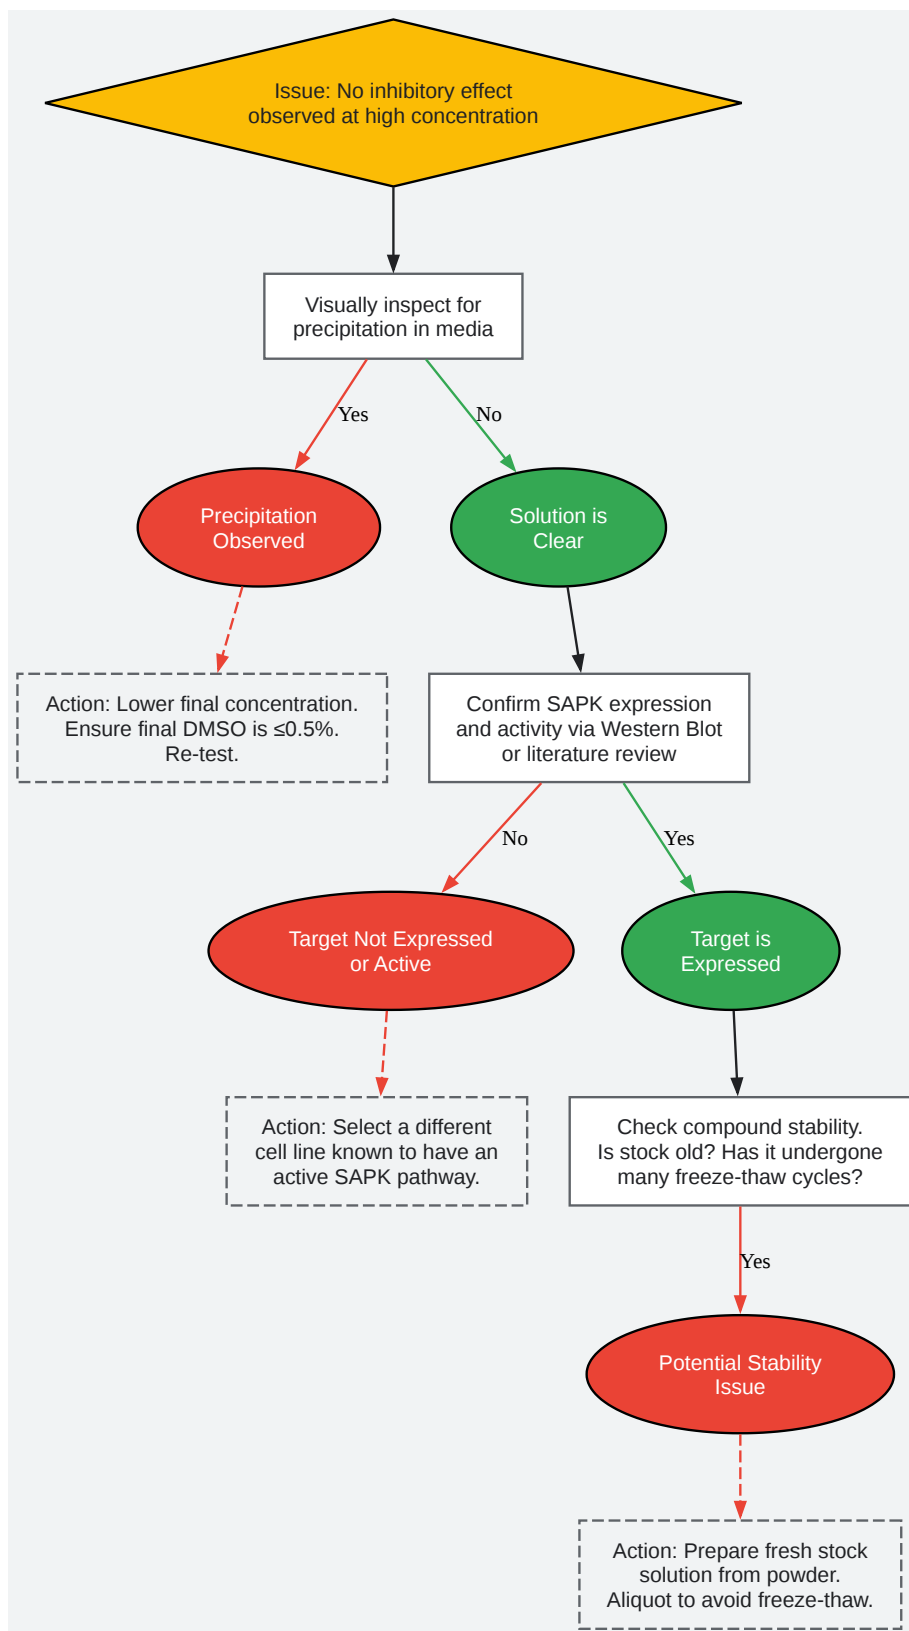 Issue: No inhibitory effect
observed at high concentration
Visually inspect for
precipitation in media
Yes
No
Precipitation
Observed
Solution is
Clear
Action: Lower final concentration.
Ensure final DMSO is ≤0.5%.
Re-test.
Confirm SAPK expression
and activity via Western Blot
or literature review
No
Yes
Target Not Expressed
or Active
Target is
Expressed
Action: Select a different
cell line known to have an
active SAPK pathway.
Check compound stability.
Is stock old? Has it undergone
many freeze-thaw cycles?
Yes
Potential Stability
Issue
Action: Prepare fresh stock
solution from powder.
Aliquot to avoid freeze-thaw.